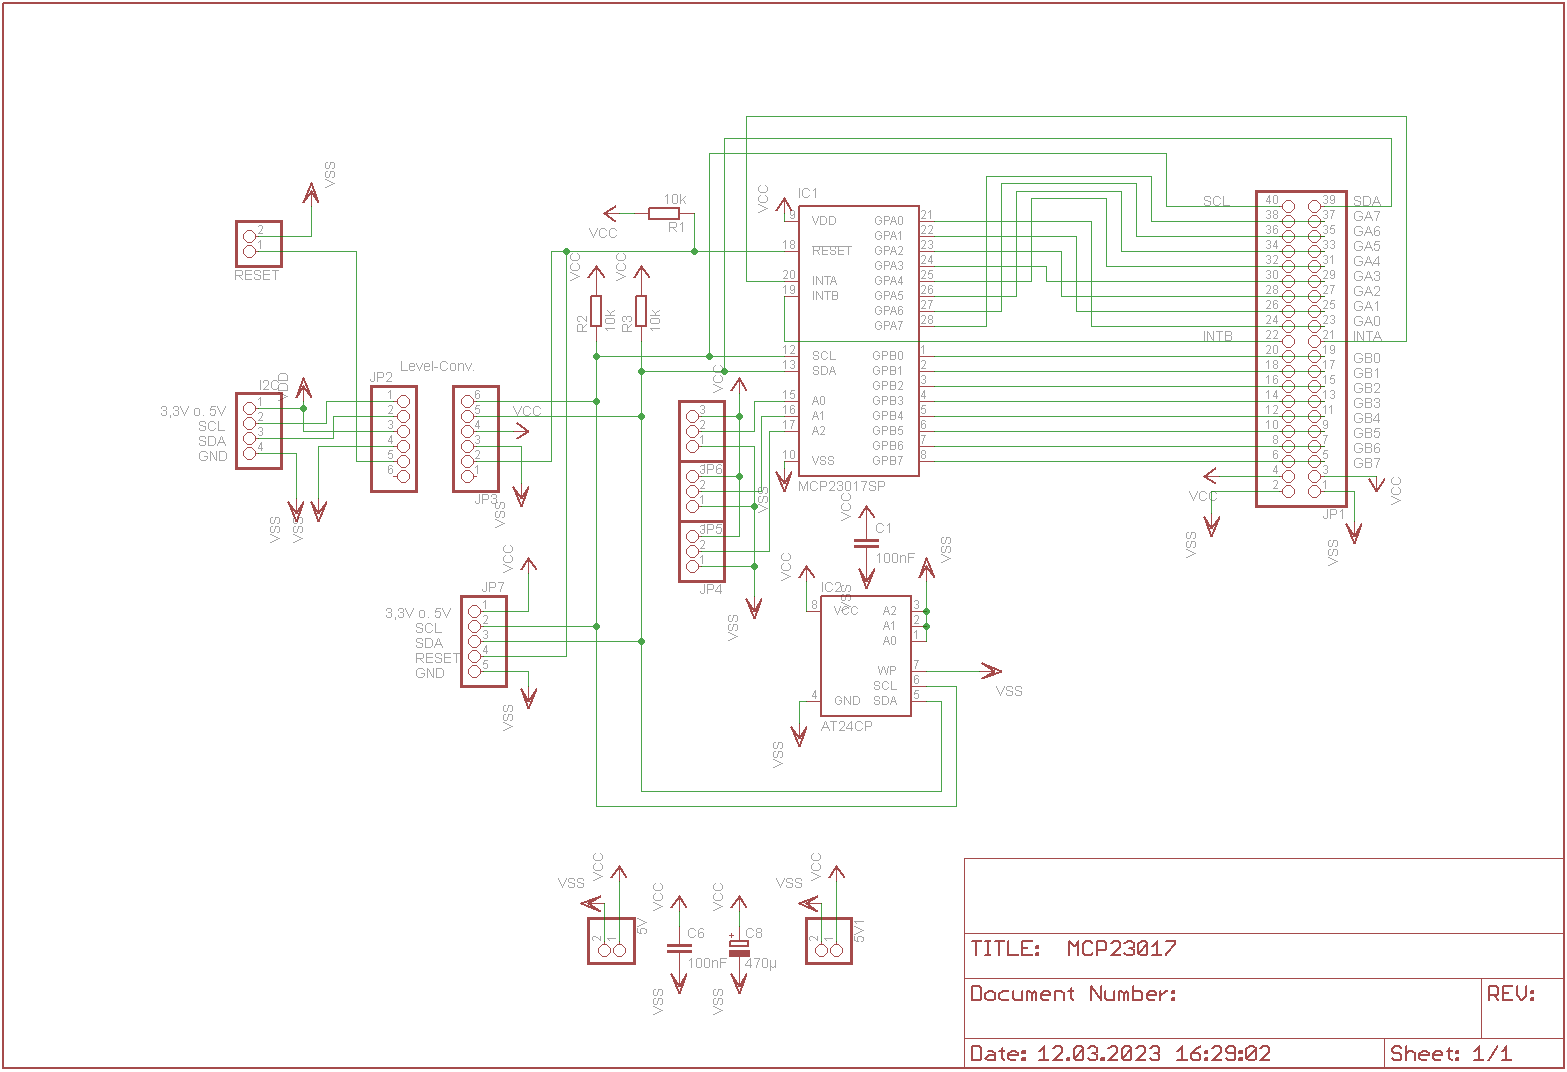 VSS
2
1
RESET
10k
R1
VCC
VCC
VCC
R2
10k
R3
10k
VCC
IC1
9 VDD GPA0 21
GPA1 22
18 RESET GPA2 23
GPA3 24
20 INTA GPA4 25
19 INTB GPA5 26
GPA6 27
GPA7 28
12 SCL GPB0 1
13 SDA GPB1 2
GPB2 3
15 A0 GPB3 4
16 A1 GPB4 5
17 A2 GPB5 6
GPB6 7
10 VSS GPB7 8
MCP23017SP
SCL 40 39 SDA
38 37 GA7
36 35 GA6
34 33 GA5
32 31 GA4
30 29 GA3
28 27 GA2
26 25 GA1
24 23 GA0
INTB 22 21 INTA
20 19 GB0
18 17 GB1
16 15 GB2
14 13 GB3
12 11 GB4
10 9 GB5
8 7 GB6
6 5 GB7
4 3
2 1
JP1
VCC
VSS
VCC
VSS
I2C
VDD
3,3V o. 5V 1
SCL 2
SDA 3
GND 4
VSS
VSS
Level-Conv.
JP2
1
2
3
4
5
6
6
5
4
3
2
1
JP3
VCC
VSS
VCC
3
2
1
JP6
3
2
1
JP5
3
2
1
JP4
VSS
VSS
VCC
C1
100nF
VSS
VCC
JP7
3,3V o. 5V 1
SCL 2
SDA 3
RESET 4
GND 5
VSS
VCC
IC2
VSS
8 VCC A2 3
A1 2
A0 1
WP 7
SCL 6
4 GND SDA 5
AT24CP
VSS
VSS
VSS
VCC
2
1
5V
VCC
C6
100nF
VSS
VCC
+
C8
470µ
VSS
VSS
VCC
2
1
5V1
TITLE: MCP23017
Document Number:
REV:
Date: 12.03.2023 16:29:02
Sheet: 1/1